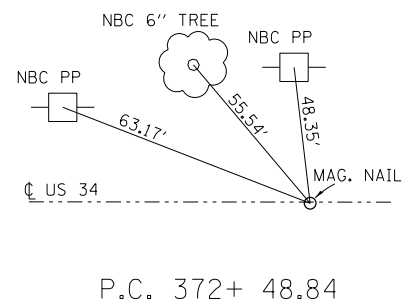 NBC 6" TREE
NBC PP
NBC PP
63.17'
55.54'
48.35'
MAG. NAIL
℄ US 34
P.C. 372+ 48.84